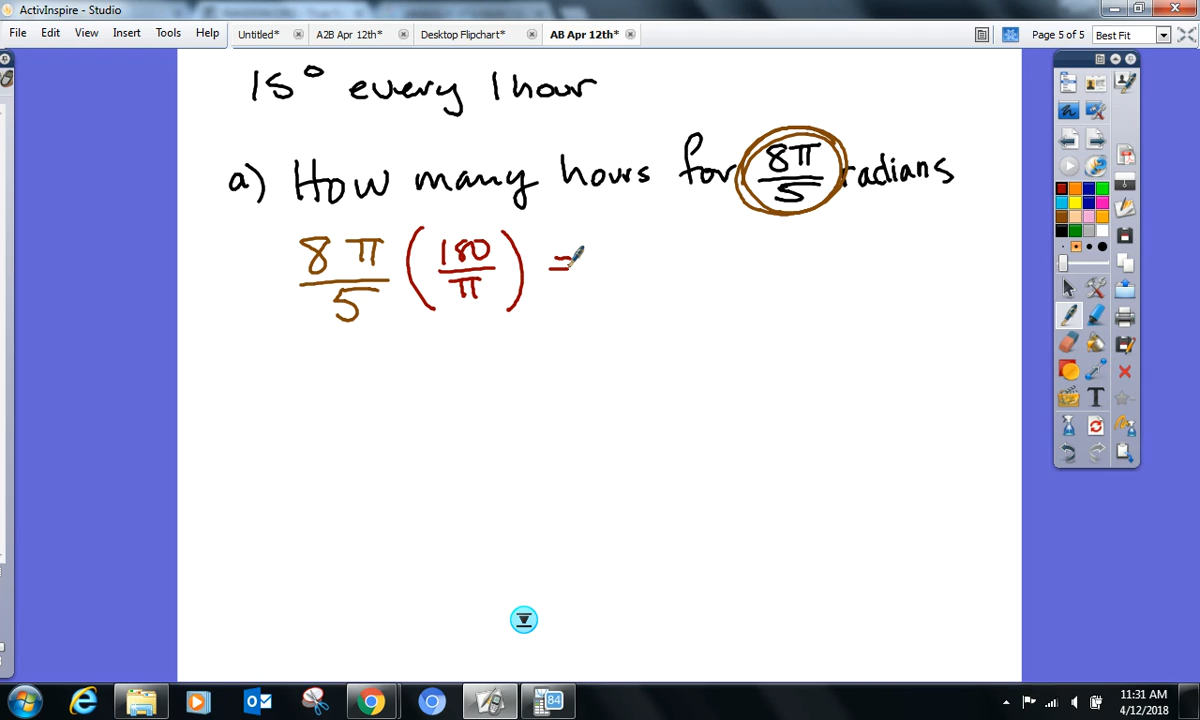 ActivInspire - Studio
File Edit View Insert Tools Help
Untitled* A2B Apr 12th* Desktop Flipchart* AB Apr 12th*
Page 5 of 5 Best Fit
15° every 1 hour
a) How many hours for 8π/5 radians
8π/5 (180/π) =
84
11:31 AM
4/12/2018